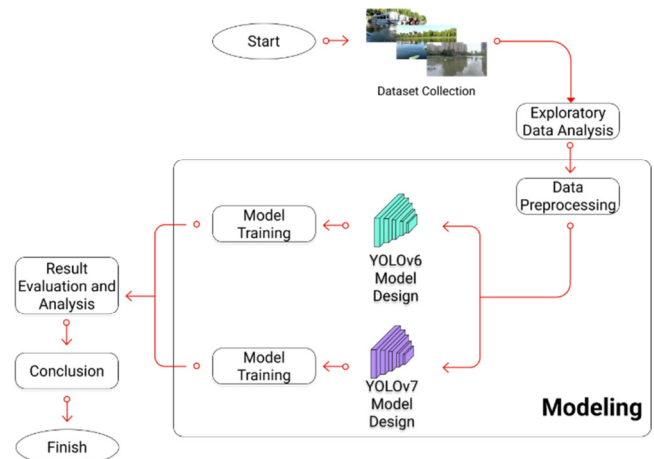 Start
Dataset Collection
Exploratory
Data Analysis
Data
Preprocessing
YOLOv6
Model
Design
Model
Training
YOLOv7
Model
Design
Model
Training
Modeling
Result
Evaluation and
Analysis
Conclusion
Finish